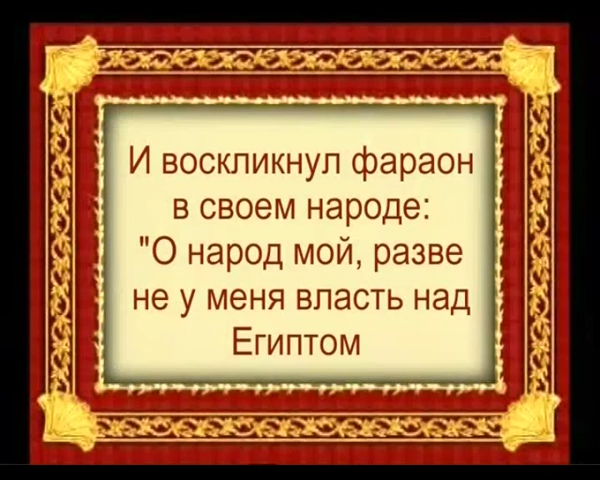 И воскликнул фараон
в своем народе:
"О народ мой, разве
не у меня власть над
Египтом